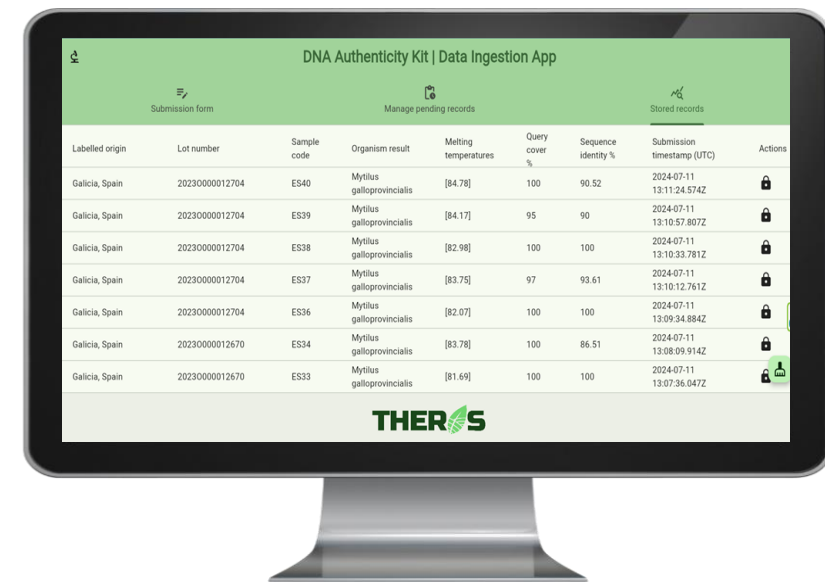 DNA Authenticity Kit | Data Ingestion App
Submission form
Manage pending records
Stored records
Labelled origin Lot number Sample code Organism result Melting temperatures Query cover % Sequence identity % Submission timestamp (UTC) Actions
Galicia, Spain 20230000012704 ES40 Mytilus galloprovincialis [84.78] 100 90.52 2024-07-11 13:11:24.574Z
Galicia, Spain 20230000012704 ES39 Mytilus galloprovincialis [84.17] 95 90 2024-07-11 13:10:57.807Z
Galicia, Spain 20230000012704 ES38 Mytilus galloprovincialis [82.98] 100 100 2024-07-11 13:10:33.781Z
Galicia, Spain 20230000012704 ES37 Mytilus galloprovincialis [83.75] 97 93.61 2024-07-11 13:10:12.761Z
Galicia, Spain 20230000012704 ES36 Mytilus galloprovincialis [82.07] 100 100 2024-07-11 13:09:34.884Z
Galicia, Spain 20230000012670 ES34 Mytilus galloprovincialis [83.78] 100 86.51 2024-07-11 13:08:09.914Z
Galicia, Spain 20230000012670 ES33 Mytilus galloprovincialis [81.69] 100 100 2024-07-11 13:07:36.047Z
THEROS